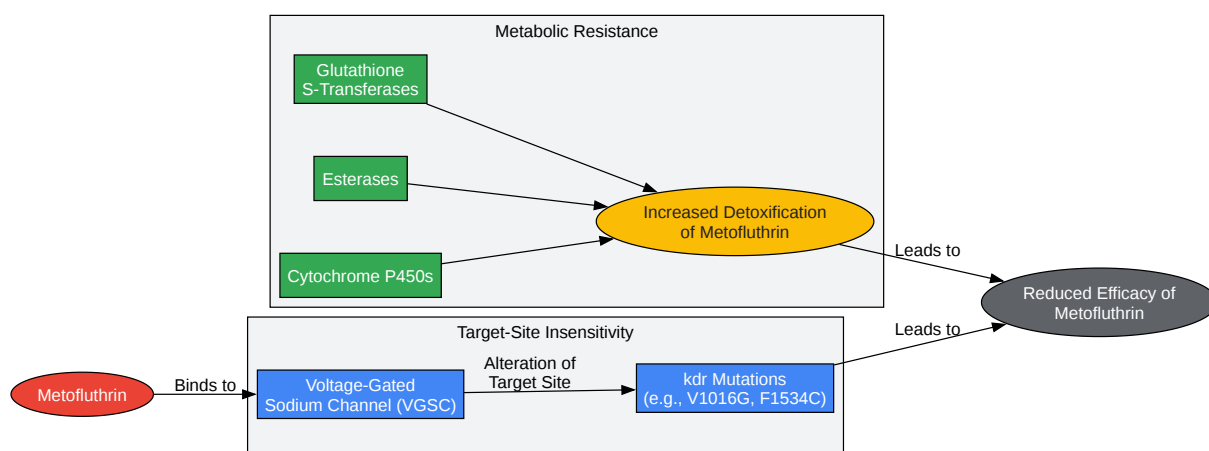 Metabolic Resistance
Glutathione
S-Transferases
Esterases
Cytochrome P450s
Increased Detoxification
of Metofluthrin
Leads to
Reduced Efficacy of
Metofluthrin
Leads to
Target-Site Insensitivity
Metofluthrin
Binds to
Voltage-Gated
Sodium Channel (VGSC)
Alteration of
Target Site
kdr Mutations
(e.g., V1016G, F1534C)